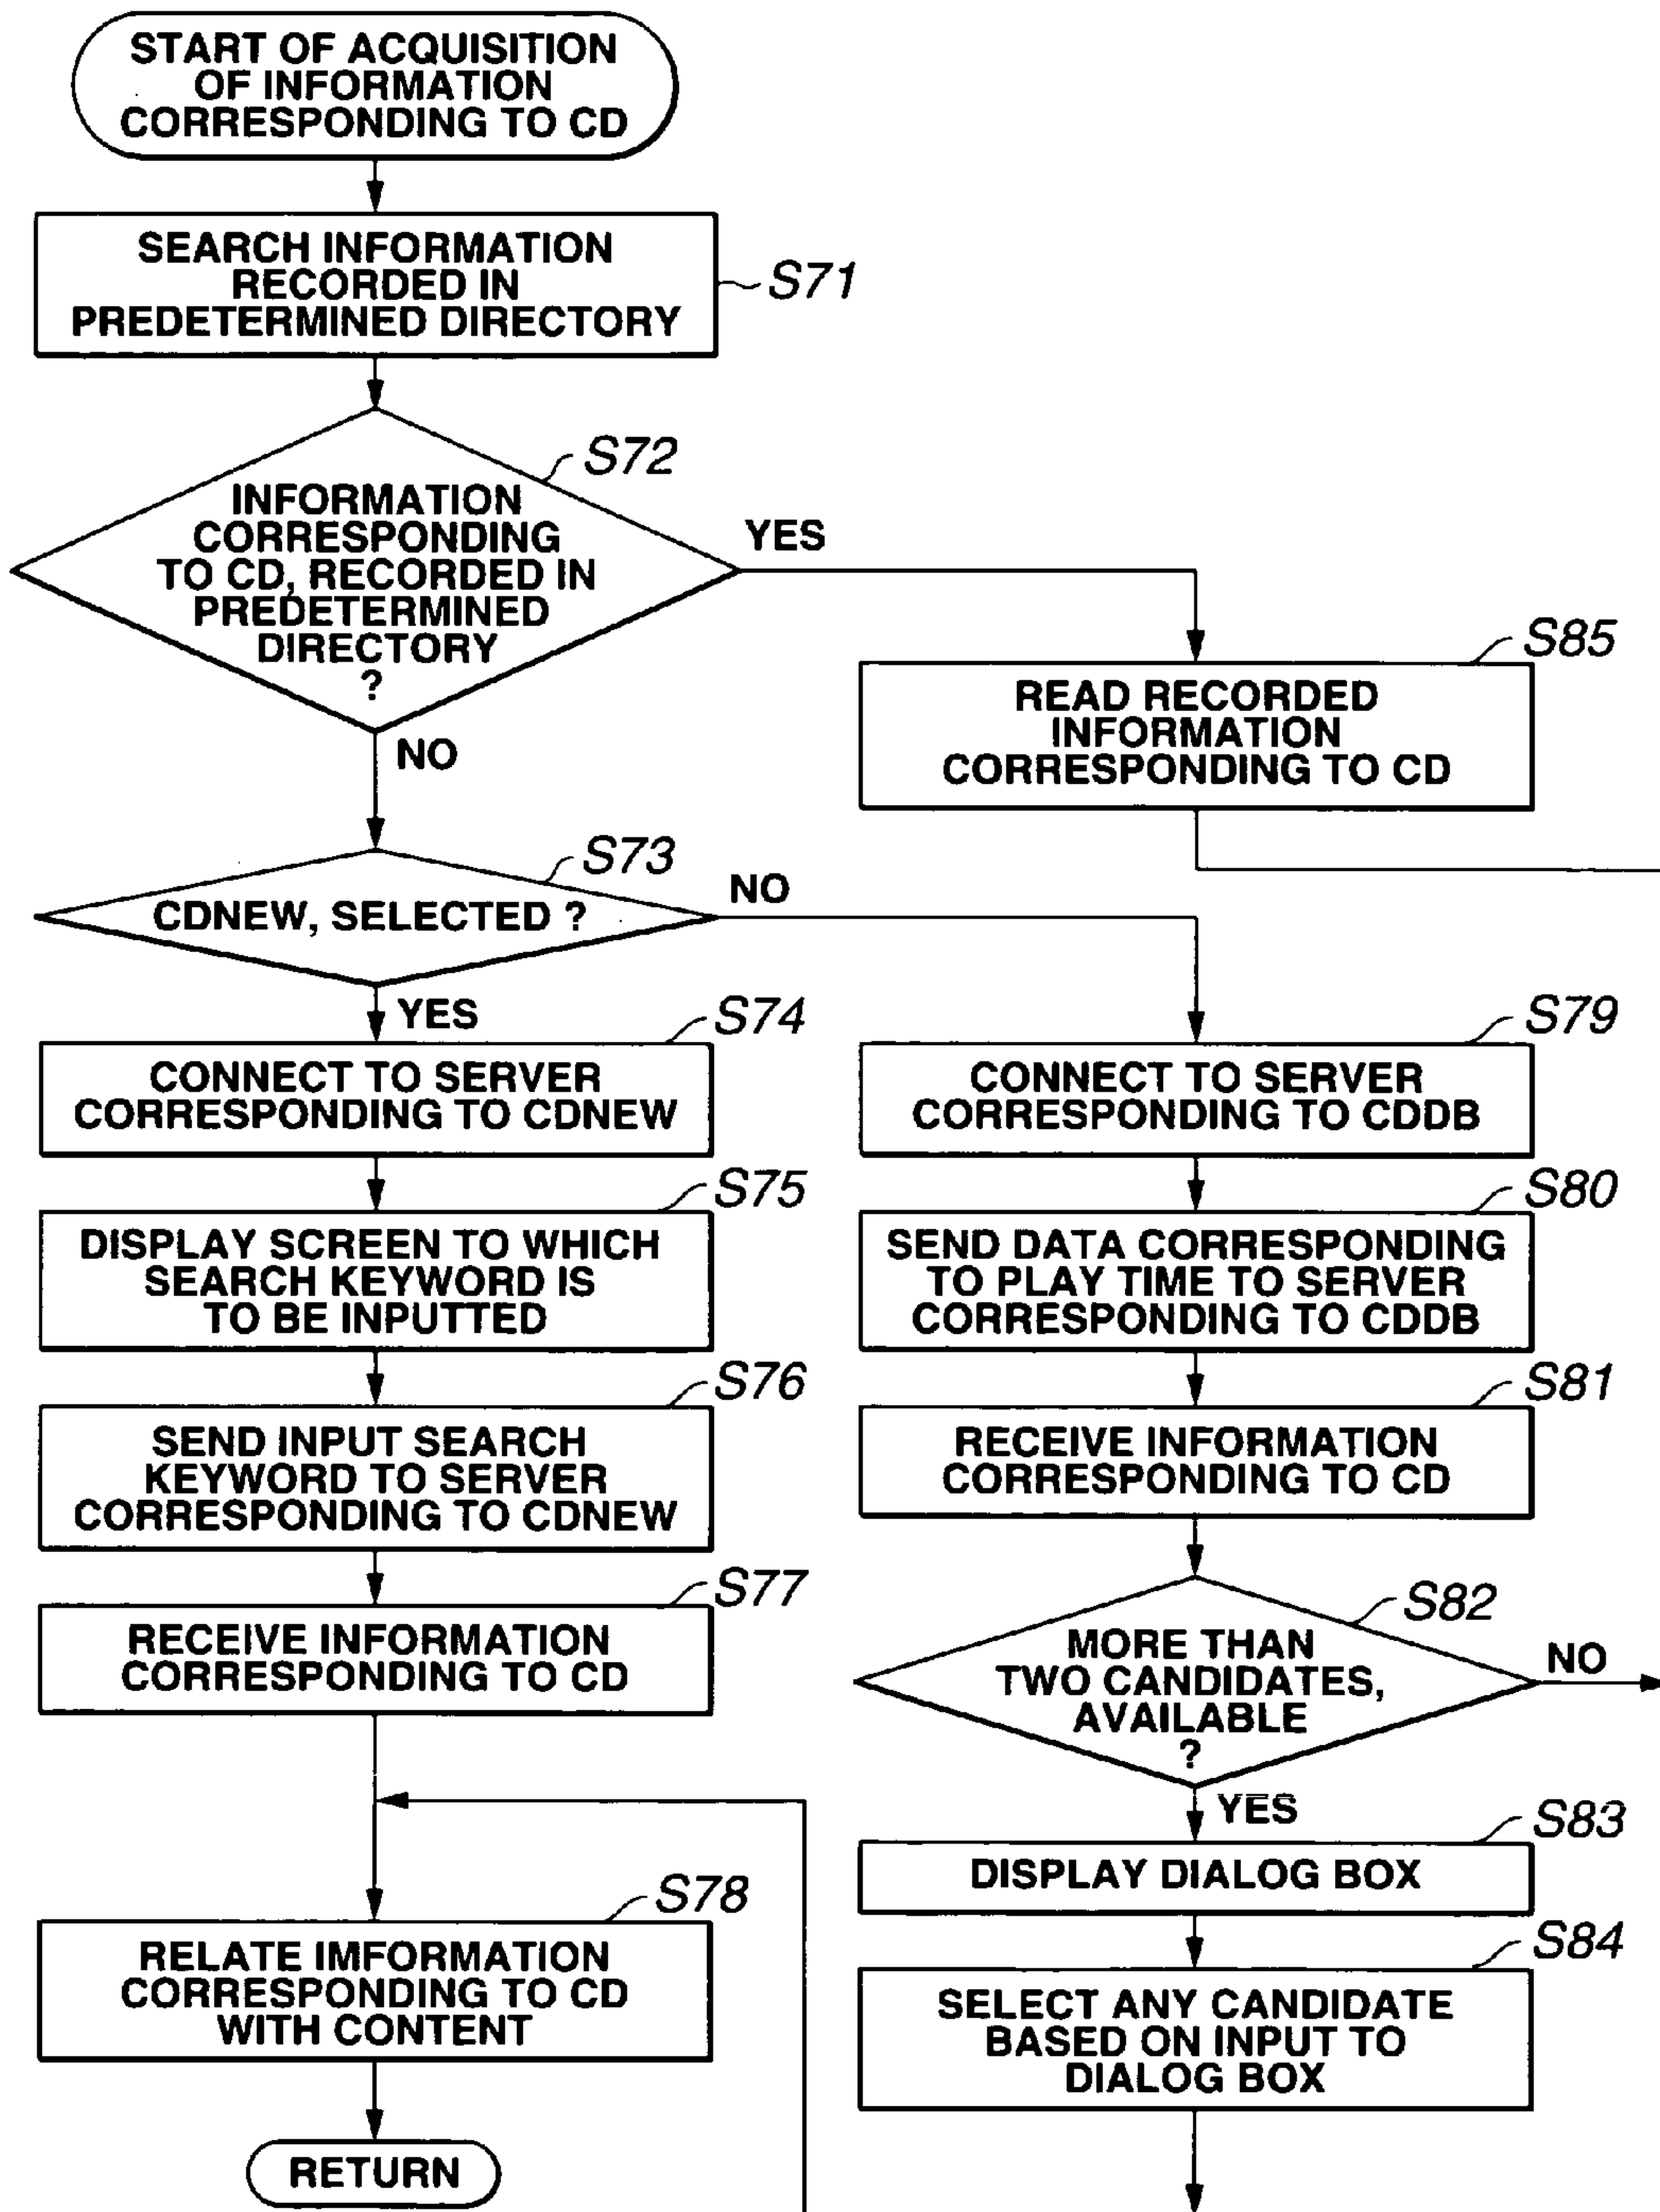 START OF ACQUISITION
OF INFORMATION
CORRESPONDING TO CD
SEARCH INFORMATION
RECORDED IN
PREDETERMINED DIRECTORY
S71
S72
INFORMATION
CORRESPONDING
TO CD, RECORDED IN
PREDETERMINED
DIRECTORY
?
YES
NO
S85
READ RECORDED
INFORMATION
CORRESPONDING TO CD
S73
CDNEW, SELECTED ?
NO
YES
S74
CONNECT TO SERVER
CORRESPONDING TO CDNEW
S75
DISPLAY SCREEN TO WHICH
SEARCH KEYWORD IS
TO BE INPUTTED
S76
SEND INPUT SEARCH
KEYWORD TO SERVER
CORRESPONDING TO CDNEW
S77
RECEIVE INFORMATION
CORRESPONDING TO CD
S78
RELATE IMFORMATION
CORRESPONDING TO CD
WITH CONTENT
RETURN
S79
CONNECT TO SERVER
CORRESPONDING TO CDDB
S80
SEND DATA CORRESPONDING
TO PLAY TIME TO SERVER
CORRESPONDING TO CDDB
S81
RECEIVE INFORMATION
CORRESPONDING TO CD
S82
MORE THAN
TWO CANDIDATES,
AVAILABLE
?
NO
YES
S83
DISPLAY DIALOG BOX
S84
SELECT ANY CANDIDATE
BASED ON INPUT TO
DIALOG BOX